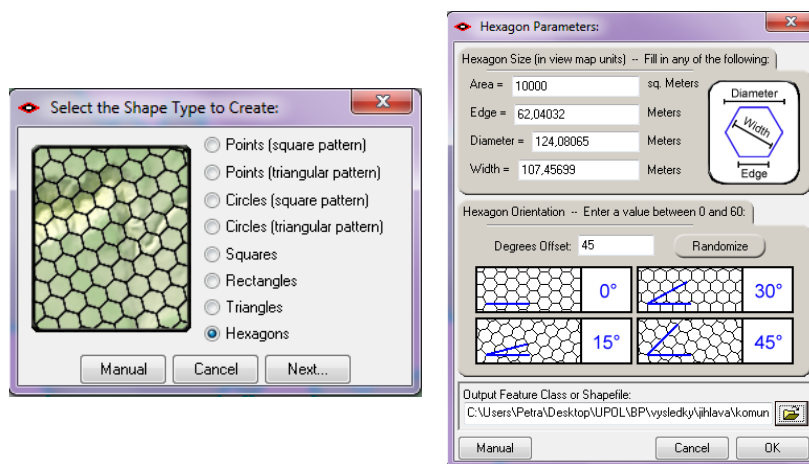 Select the Shape Type to Create:
Points (square pattern)
Points (triangular pattern)
Circles (square pattern)
Circles (triangular pattern)
Squares
Rectangles
Triangles
Hexagons
Manual Cancel Next...
Hexagon Parameters:
Hexagon Size (in view map units) -- Fill in any of the following:
Area = 10000 sq. Meters
Edge = 62,04032 Meters
Diameter = 124,08065 Meters
Width = 107,45699 Meters
Diameter
Width
Edge
Hexagon Orientation -- Enter a value between 0 and 60:
Degrees Offset: 45 Randomize
0° 30°
15° 45°
Output Feature Class or Shapefile:
C:\Users\Petra\Desktop\UPOL\BP\vysledky\jihlava\komun
Manual Cancel OK